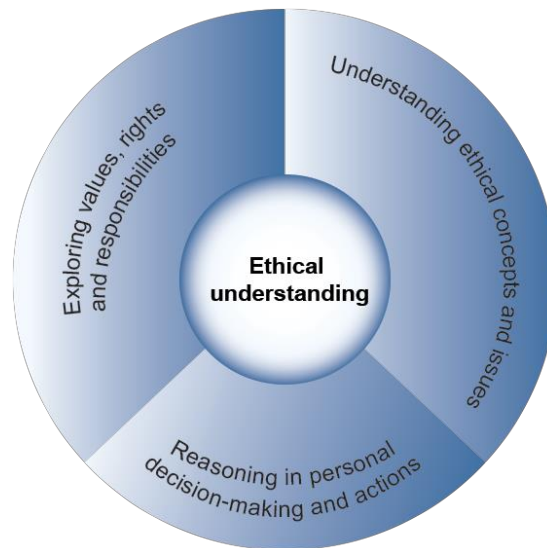 Ethical
understanding
Understanding ethical concepts and issues
Reasoning in personal
decision-making and actions
Exploring values, rights
and responsibilities